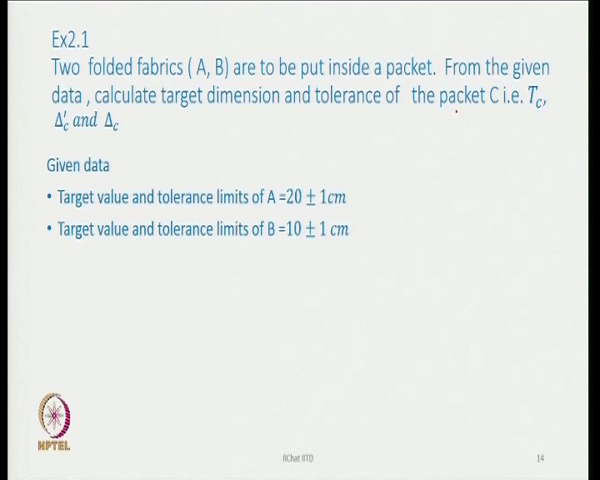 Ex2.1
Two folded fabrics ( A, B) are to be put inside a packet. From the given
data , calculate target dimension and tolerance of the packet C i.e. T_c,
Δ'_c and Δ_c
Given data
• Target value and tolerance limits of A =20 ± 1cm
• Target value and tolerance limits of B =10 ± 1 cm
NPTEL
RChat IITD
14